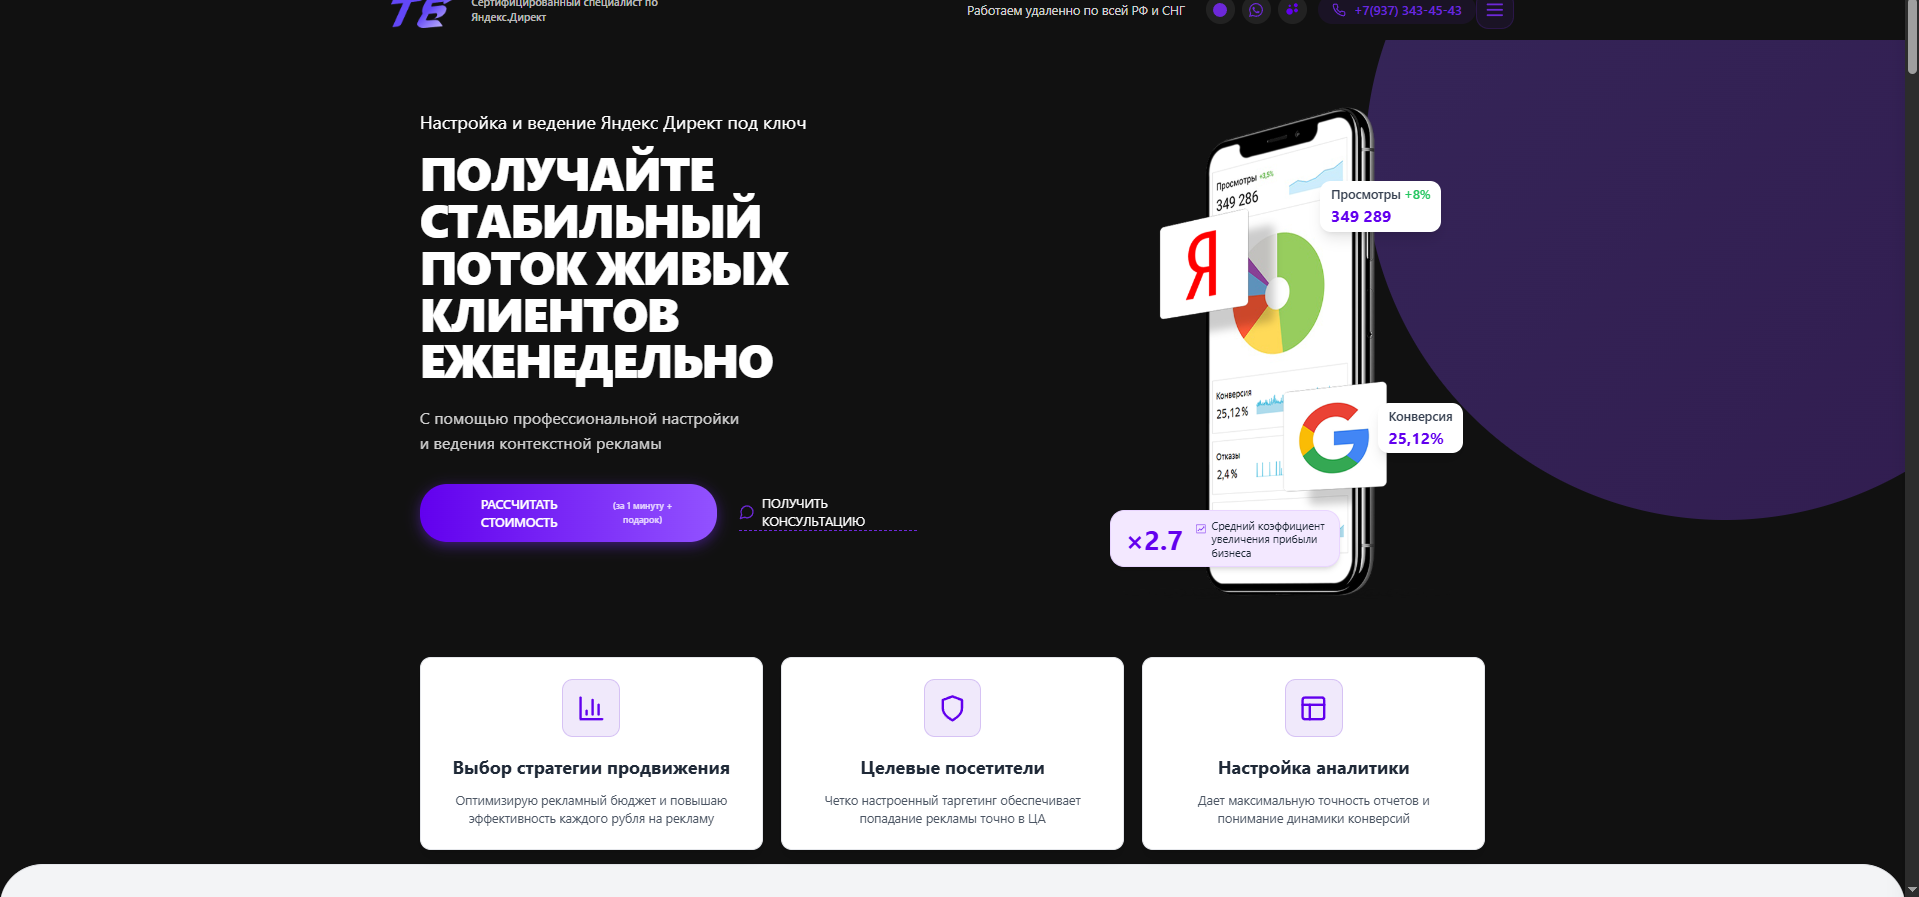 TE
Сертифицированный специалист по
Яндекс.Директ
Работаем удаленно по всей РФ и СНГ
+7(937) 343-45-43
Настройка и ведение Яндекс Директ под ключ
ПОЛУЧАЙТЕ
СТАБИЛЬНЫЙ
ПОТОК ЖИВЫХ
КЛИЕНТОВ
ЕЖЕНЕДЕЛЬНО
С помощью профессиональной настройки
и ведения контекстной рекламы
РАССЧИТАТЬ
СТОИМОСТЬ
(за 1 минуту +
подарок)
ПОЛУЧИТЬ
КОНСУЛЬТАЦИЮ
Просмотры +3,5%
349 286
Просмотры +8%
349 289
Я
Конверсия
25,12%
G
Конверсия
25,12%
Отказы
2,4%
×2.7
Средний коэффициент
увеличения прибыли
бизнеса
Выбор стратегии продвижения
Оптимизирую рекламный бюджет и повышаю
эффективность каждого рубля на рекламу
Целевые посетители
Четко настроенный таргетинг обеспечивает
попадание рекламы точно в ЦА
Настройка аналитики
Дает максимальную точность отчетов и
понимание динамики конверсий